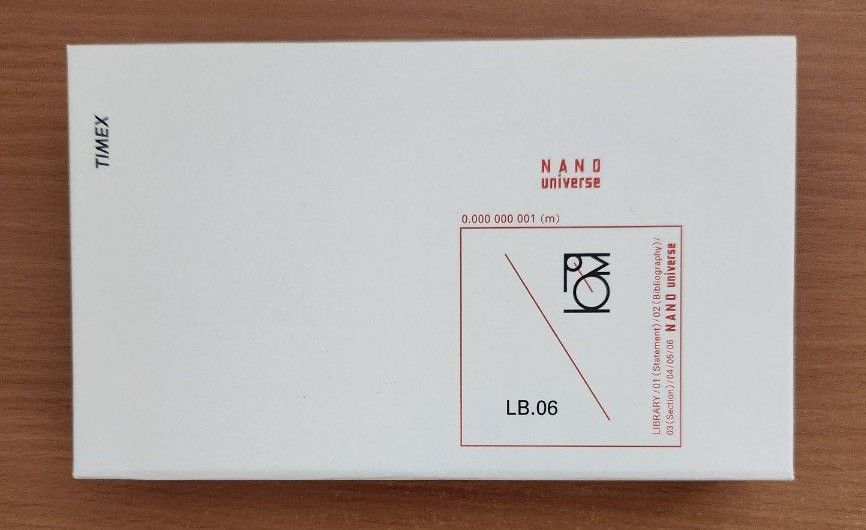 TIMEX
NANO
universe
0.000 000 001 (m)
LB.06
LIBRARY/01(Statement)/02(Bibliography)/
03(Section)/04/05/06 NANO universe